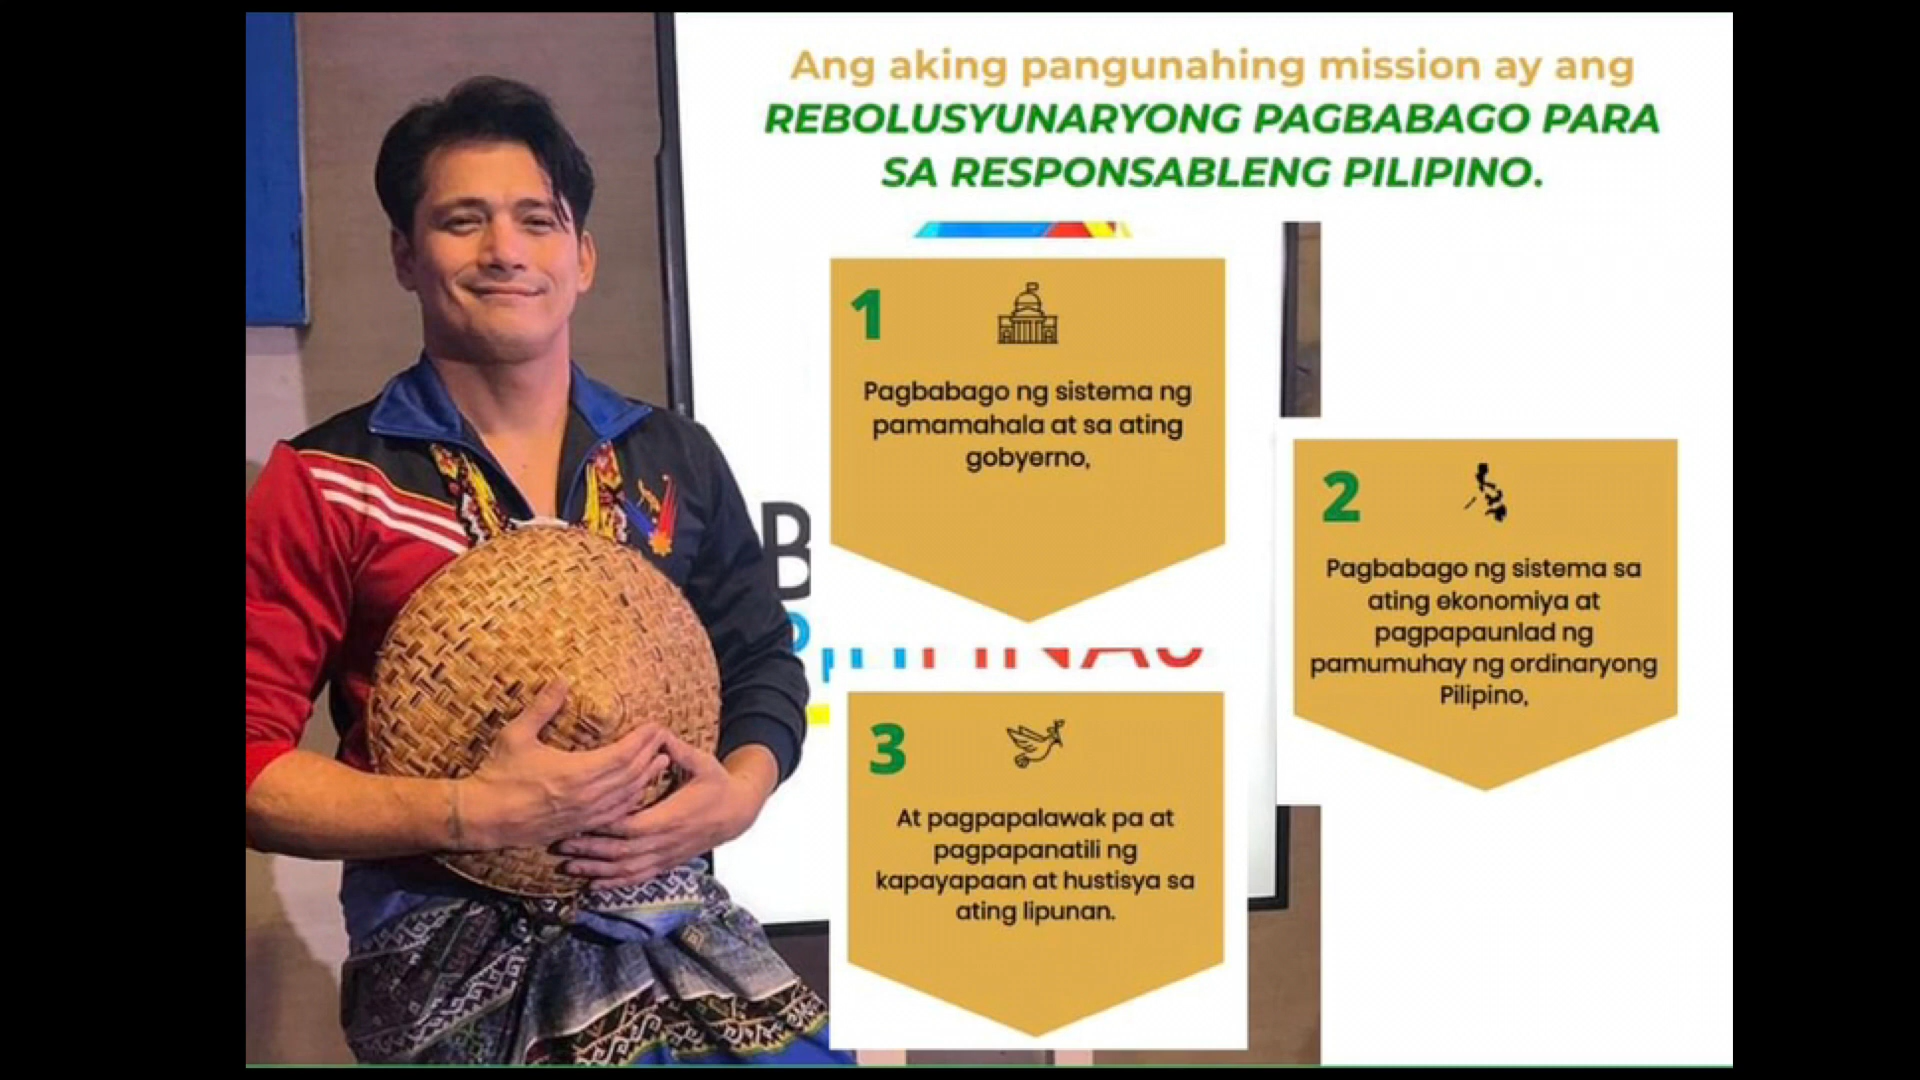 Ang aking pangunahing mission ay ang
REBOLUSYUNARYONG PAGBABAGO PARA
SA RESPONSABLENG PILIPINO.
1
Pagbabago ng sistema ng
pamamahala at sa ating
gobyerno,
2
Pagbabago ng sistema sa
ating ekonomiya at
pagpapaunlad ng
pamumuhay ng ordinaryong
Pilipino,
3
At pagpapalawak pa at
pagpapanatili ng
kapayapaan at hustisya sa
ating lipunan.
B
PILIPINAS